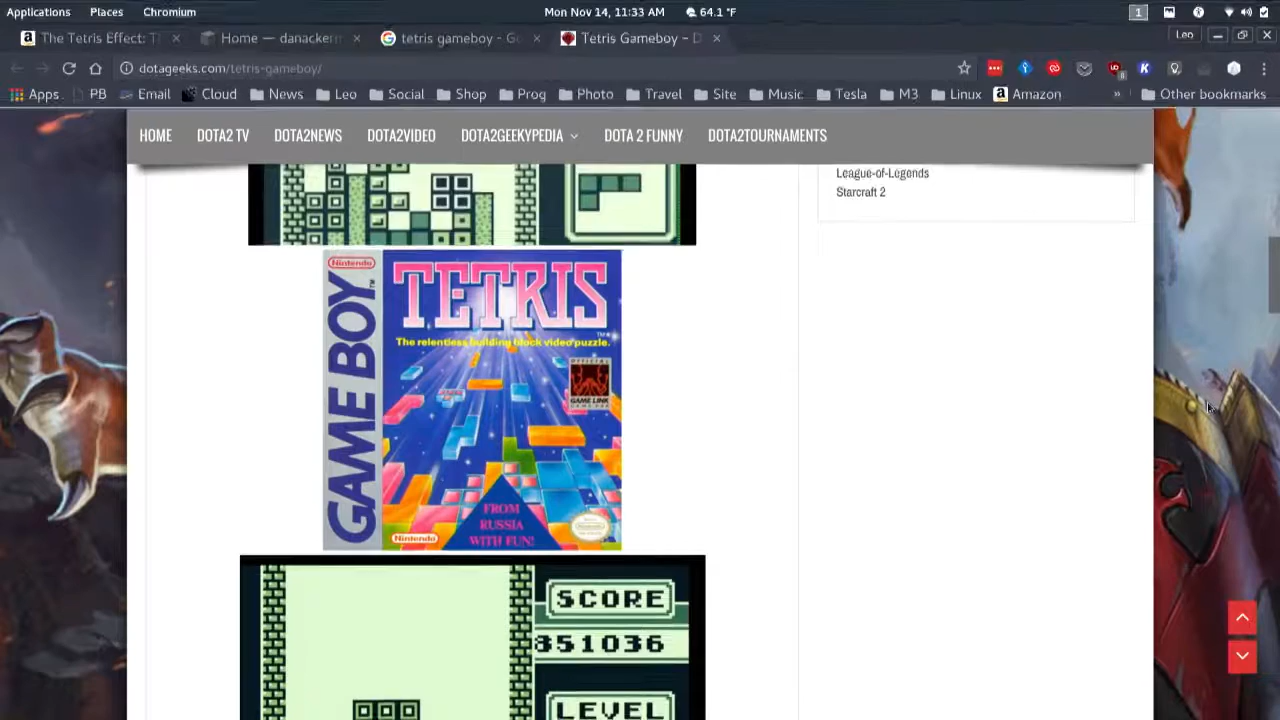 Applications Places Chromium Mon Nov 14, 11:33 AM 64.1 °F 1
The Tetris Effect: T Home — danackerm tetris gameboy - G Tetris Gameboy - D Leo
dotageeks.com/tetris-gameboy/
Apps PB Email Cloud News Leo Social Shop Prog Photo Travel Site Music Tesla M3 Linux Amazon » Other bookmarks
HOME DOTA2 TV DOTA2NEWS DOTA2VIDEO DOTA2GEEKYPEDIA DOTA 2 FUNNY DOTA2TOURNAMENTS
League-of-Legends
Starcraft 2
Nintendo
GAME BOY
TM
TETRIS
TM
The relentless building block video puzzle.
GAME LINK
FROM
RUSSIA
WITH FUN!
Nintendo
SCORE
351036
LEVEL